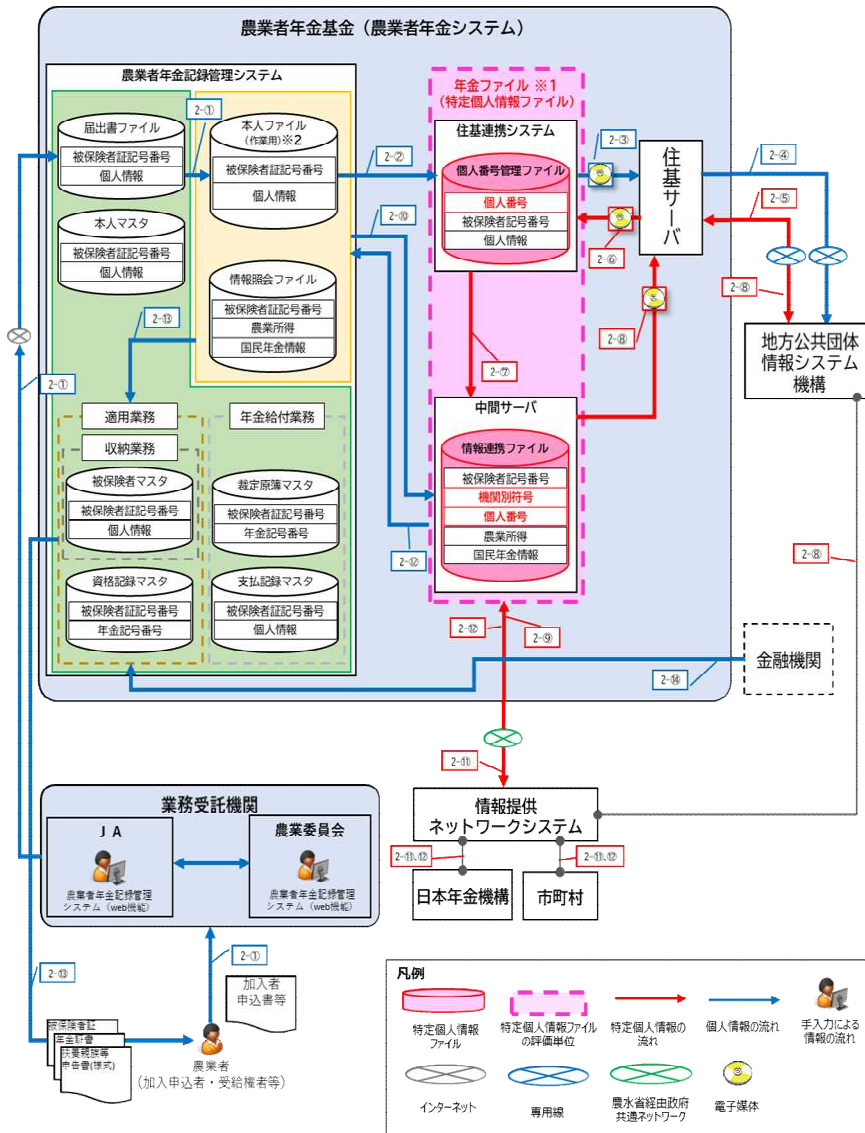 農業者年金基金（農業者年金システム）
農業者年金記録管理システム
届出書ファイル
被保険者証記号番号
個人情報
2-①
本人ファイル
(作業用)※2
被保険者証記号番号
個人情報
2-②
本人マスタ
被保険者証記号番号
個人情報
情報照会ファイル
被保険者証記号番号
農業所得
国民年金情報
2-⑩
2-⑬
年金ファイル ※1
（特定個人情報ファイル）
住基連携システム
個人番号管理ファイル
個人番号
被保険者記号番号
個人情報
2-③
2-⑥
住基サーバ
2-④
2-⑤
2-⑧
2-⑧
地方公共団体
情報システム
機構
2-①
2-⑦
適用業務
収納業務
被保険者マスタ
被保険者証記号番号
個人情報
資格記録マスタ
被保険者証記号番号
年金記号番号
年金給付業務
裁定原簿マスタ
被保険者証記号番号
年金記号番号
支払記録マスタ
被保険者証記号番号
個人情報
中間サーバ
情報連携ファイル
被保険者記号番号
機関別符号
個人番号
農業所得
国民年金情報
2-⑫
2-⑧
2-⑫
2-⑨
金融機関
2-⑭
2-⑪
情報提供
ネットワークシステム
2-⑪,⑫
2-⑪,⑫
日本年金機構
市町村
業務受託機関
ＪＡ
農業者年金記録管理
システム（web機能）
農業委員会
農業者年金記録管理
システム（web機能）
2-①
2-⑬
加入者
申込書等
被保険者証
年金証書
扶養親族等
申告書(様式)
農業者
（加入申込者・受給権者等）
凡例
特定個人情報
ファイル
特定個人情報ファイル
の評価単位
特定個人情報の
流れ
個人情報の流れ
手入力による
情報の流れ
インターネット
専用線
農水省経由政府
共通ネットワーク
電子媒体